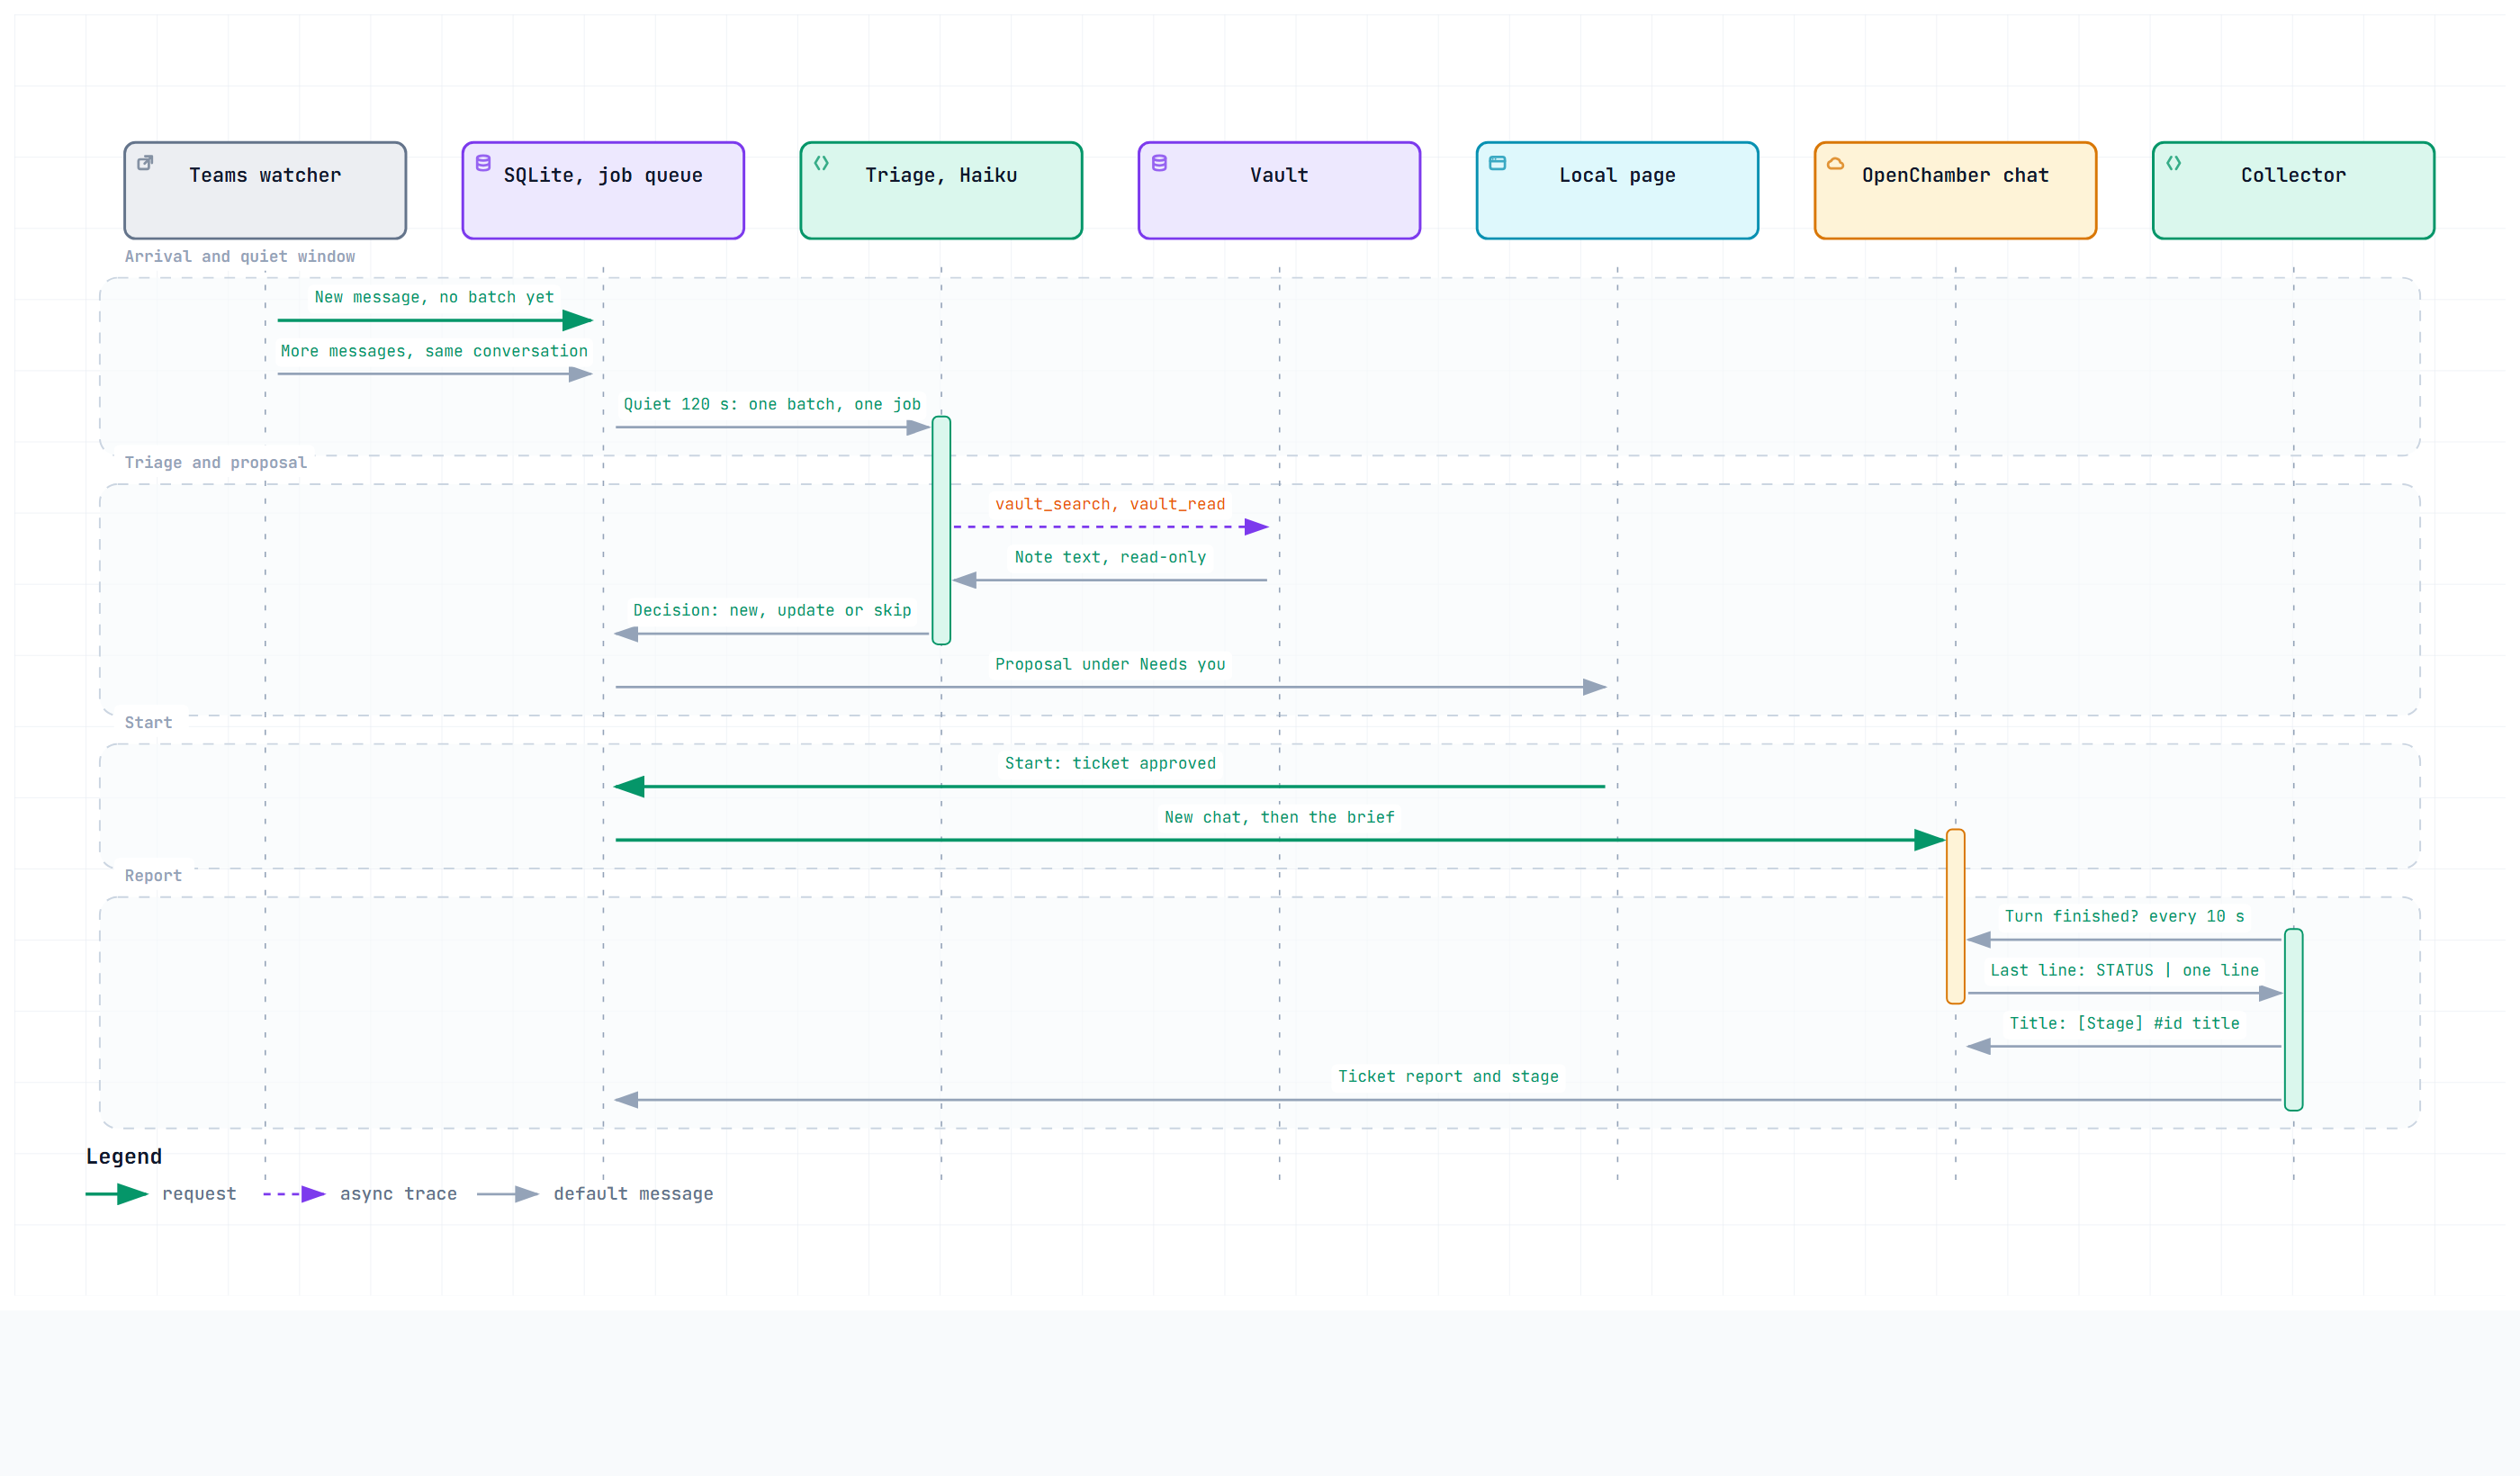 Teams watcher
SQLite, job queue
Triage, Haiku
Vault
Local page
OpenChamber chat
Collector
Arrival and quiet window
New message, no batch yet
More messages, same conversation
Quiet 120 s: one batch, one job
Triage and proposal
vault_search, vault_read
Note text, read-only
Decision: new, update or skip
Proposal under Needs you
Start
Start: ticket approved
New chat, then the brief
Report
Turn finished? every 10 s
Last line: STATUS | one line
Title: [Stage] #id title
Ticket report and stage
Legend
request
async trace
default message